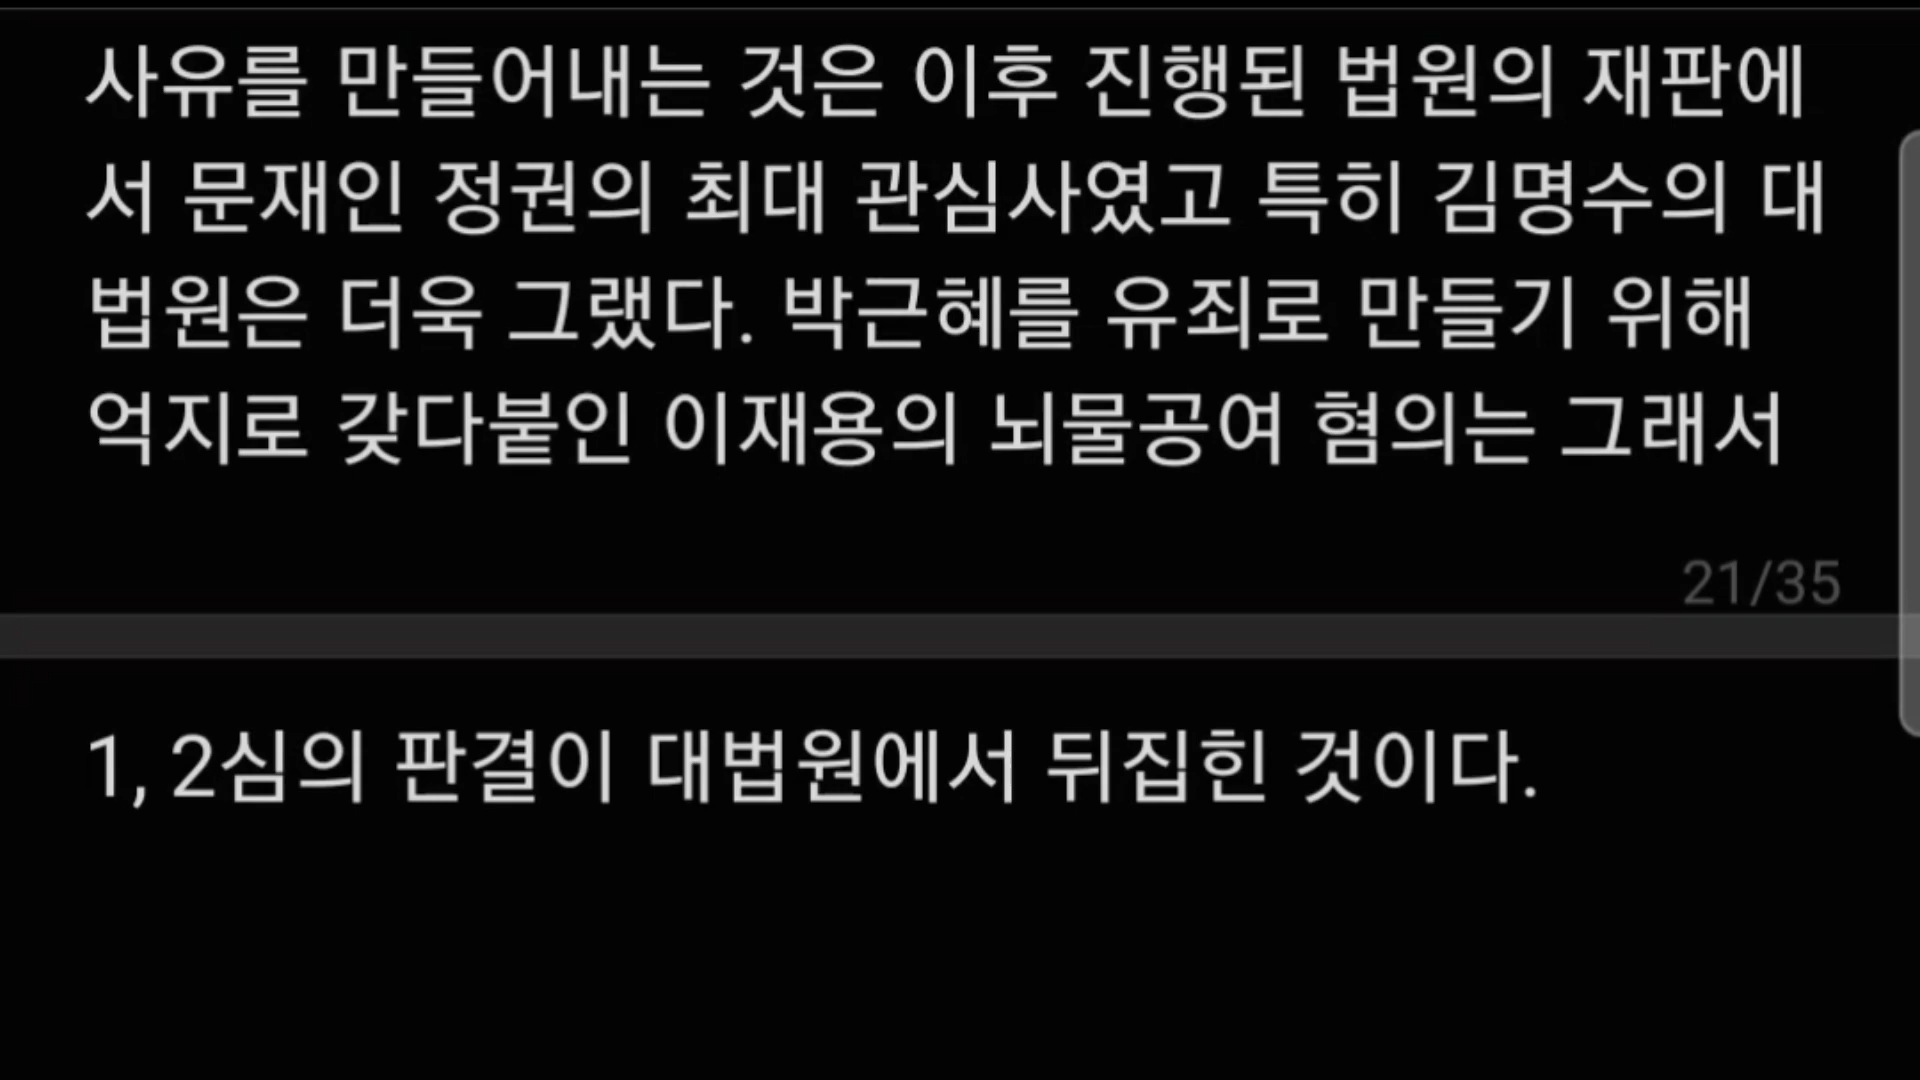 사유를 만들어내는 것은 이후 진행된 법원의 재판에
서 문재인 정권의 최대 관심사였고 특히 김명수의 대
법원은 더욱 그랬다. 박근혜를 유죄로 만들기 위해
억지로 갖다붙인 이재용의 뇌물공여 혐의는 그래서
21/35
1, 2심의 판결이 대법원에서 뒤집힌 것이다.